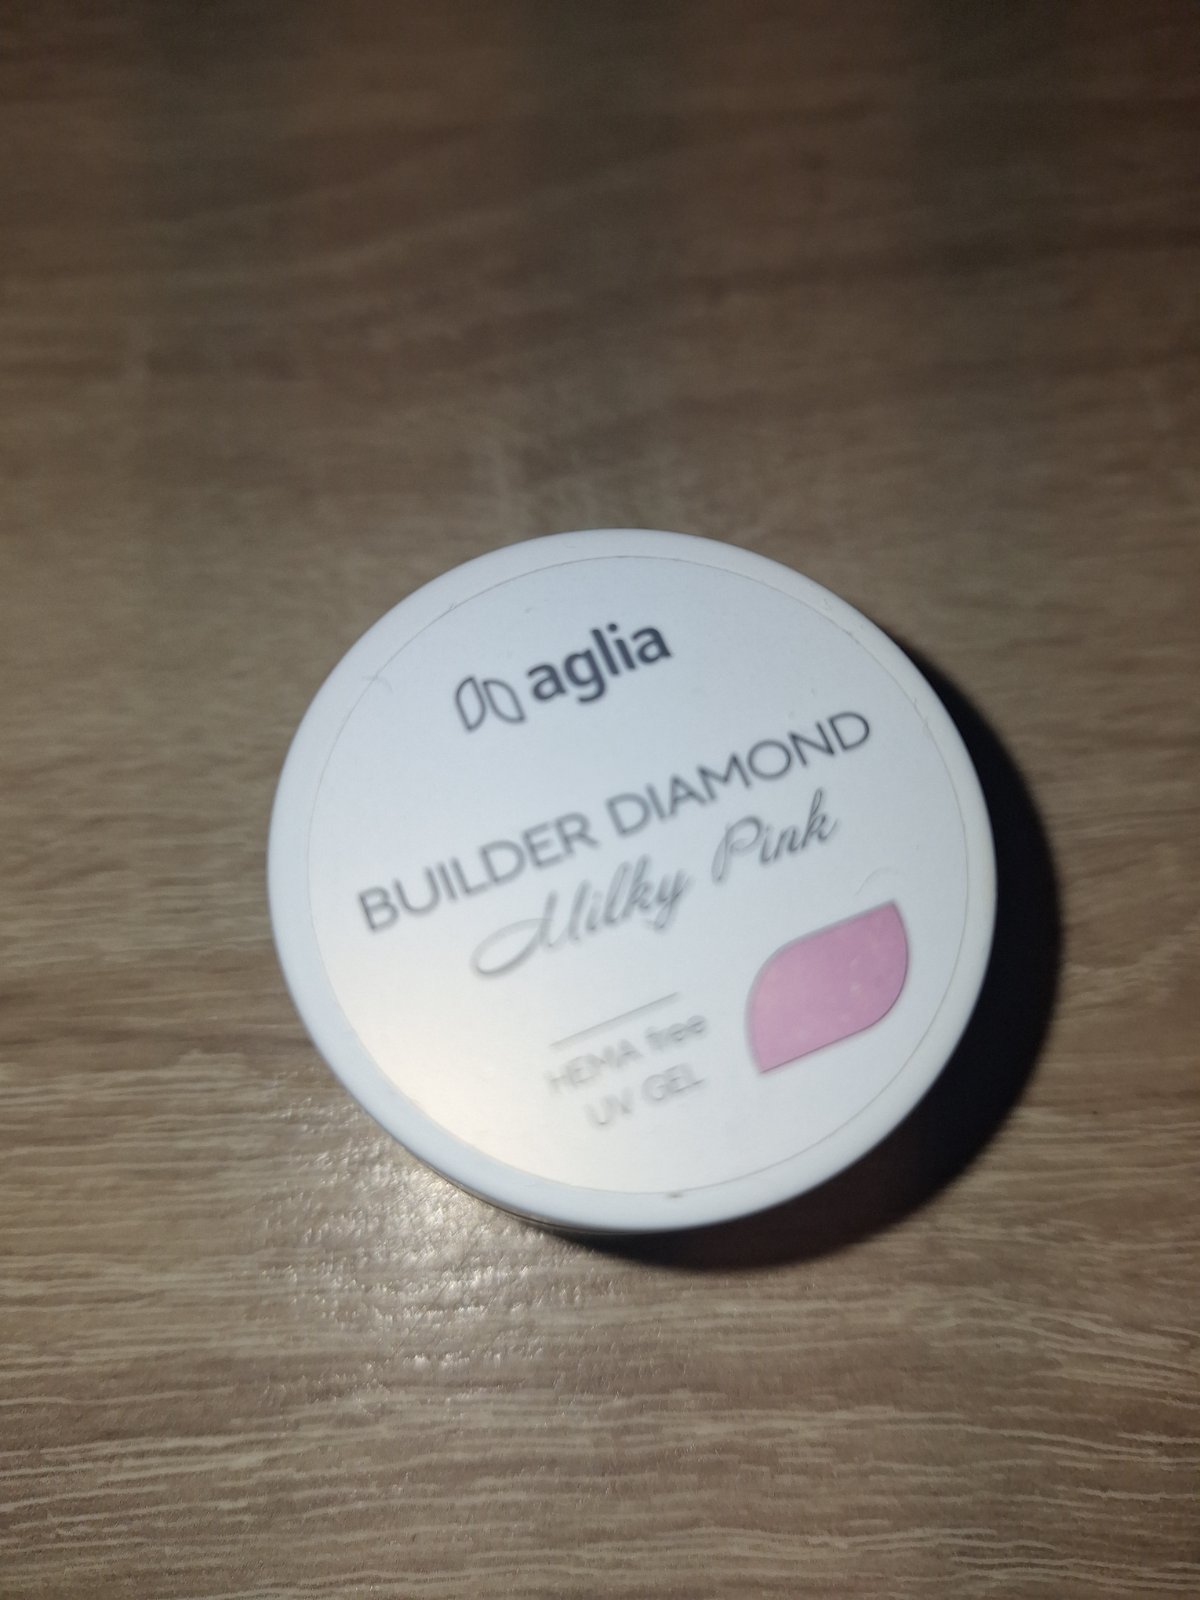 aglia
BUILDER DIAMOND
Milky Pink
HEMA free
UV GEL